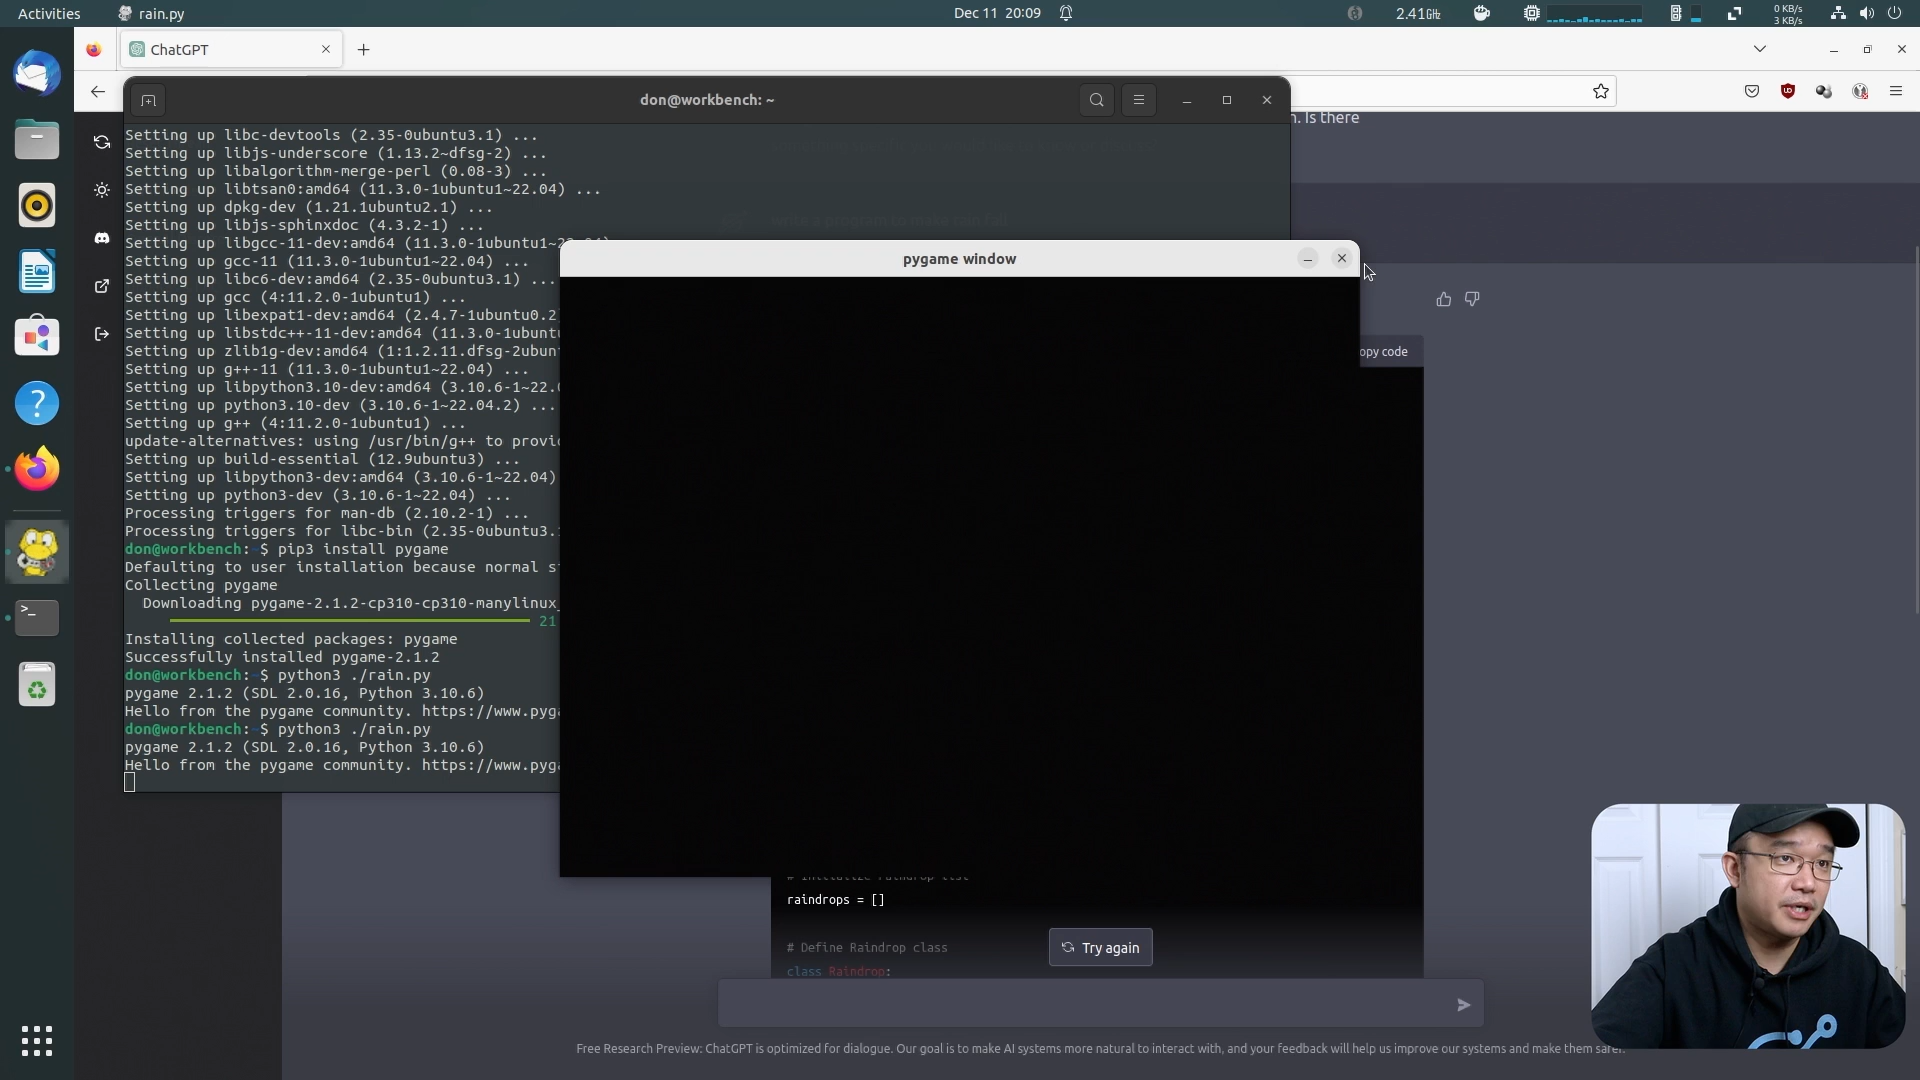 Activities
rain.py
Dec 11 20:09
2.41GHz
0 KB/s
3 KB/s
ChatGPT
don@workbench: ~
n. Is there
Setting up libc-devtools (2.35-0ubuntu3.1) ...
Setting up libjs-underscore (1.13.2~dfsg-2) ...
Setting up libalgorithm-merge-perl (0.08-3) ...
Setting up libtsan0:amd64 (11.3.0-1ubuntu1~22.04) ...
Setting up dpkg-dev (1.21.1ubuntu2.1) ...
write a program to make rain fall
Setting up libjs-sphinxdoc (4.3.2-1) ...
Setting up libgcc-11-dev:amd64 (11.3.0-1ubuntu1~22.04) ...
Setting up gcc-11 (11.3.0-1ubuntu1~22.04) ...
pygame window
Setting up libc6-dev:amd64 (2.35-0ubuntu3.1) ...
Setting up gcc (4:11.2.0-1ubuntu1) ...
Setting up libexpat1-dev:amd64 (2.4.7-1ubuntu0.2
Setting up libstdc++-11-dev:amd64 (11.3.0-1ubuntu
Setting up zlib1g-dev:amd64 (1:1.2.11.dfsg-2ubun
opy code
Setting up g++-11 (11.3.0-1ubuntu1~22.04) ...
Setting up libpython3.10-dev:amd64 (3.10.6-1~22.0
Setting up python3.10-dev (3.10.6-1~22.04.2) ...
Setting up g++ (4:11.2.0-1ubuntu1) ...
update-alternatives: using /usr/bin/g++ to provi
Setting up build-essential (12.9ubuntu3) ...
Setting up libpython3-dev:amd64 (3.10.6-1~22.04)
Setting up python3-dev (3.10.6-1~22.04) ...
Processing triggers for man-db (2.10.2-1) ...
Processing triggers for libc-bin (2.35-0ubuntu3.
don@workbench:~$ pip3 install pygame
Defaulting to user installation because normal s
Collecting pygame
Downloading pygame-2.1.2-cp310-cp310-manylinux_
21
Installing collected packages: pygame
Successfully installed pygame-2.1.2
don@workbench:~$ python3 ./rain.py
pygame 2.1.2 (SDL 2.0.16, Python 3.10.6)
Hello from the pygame community. https://www.pyga
don@workbench:~$ python3 ./rain.py
pygame 2.1.2 (SDL 2.0.16, Python 3.10.6)
Hello from the pygame community. https://www.pyga
# Initialize raindrop list
raindrops = []
# Define Raindrop class
class Raindrop:
Try again
Free Research Preview: ChatGPT is optimized for dialogue. Our goal is to make AI systems more natural to interact with, and your feedback will help us improve our systems and make them safer.